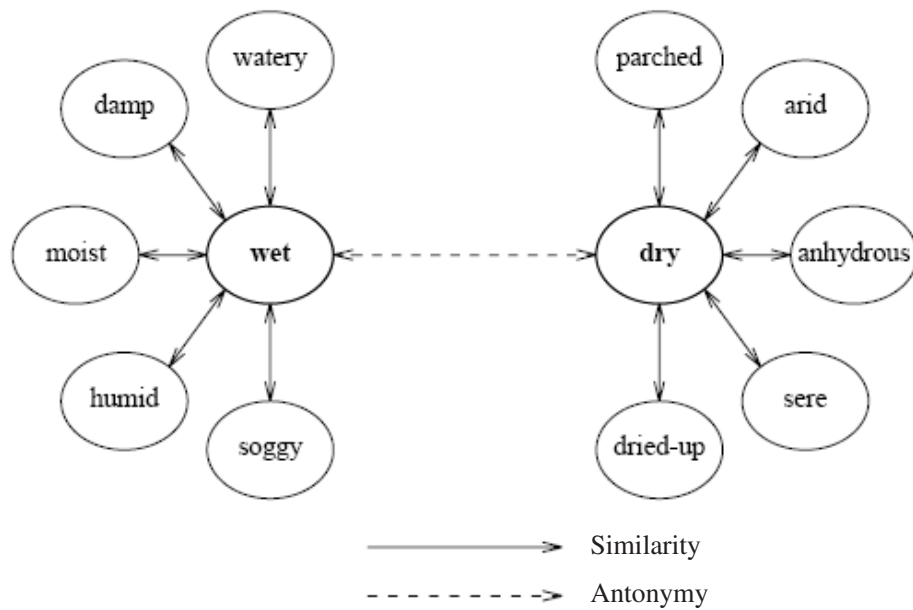 watery
parched
damp
arid
moist
wet
dry
anhydrous
humid
sere
soggy
dried-up
Similarity
Antonymy